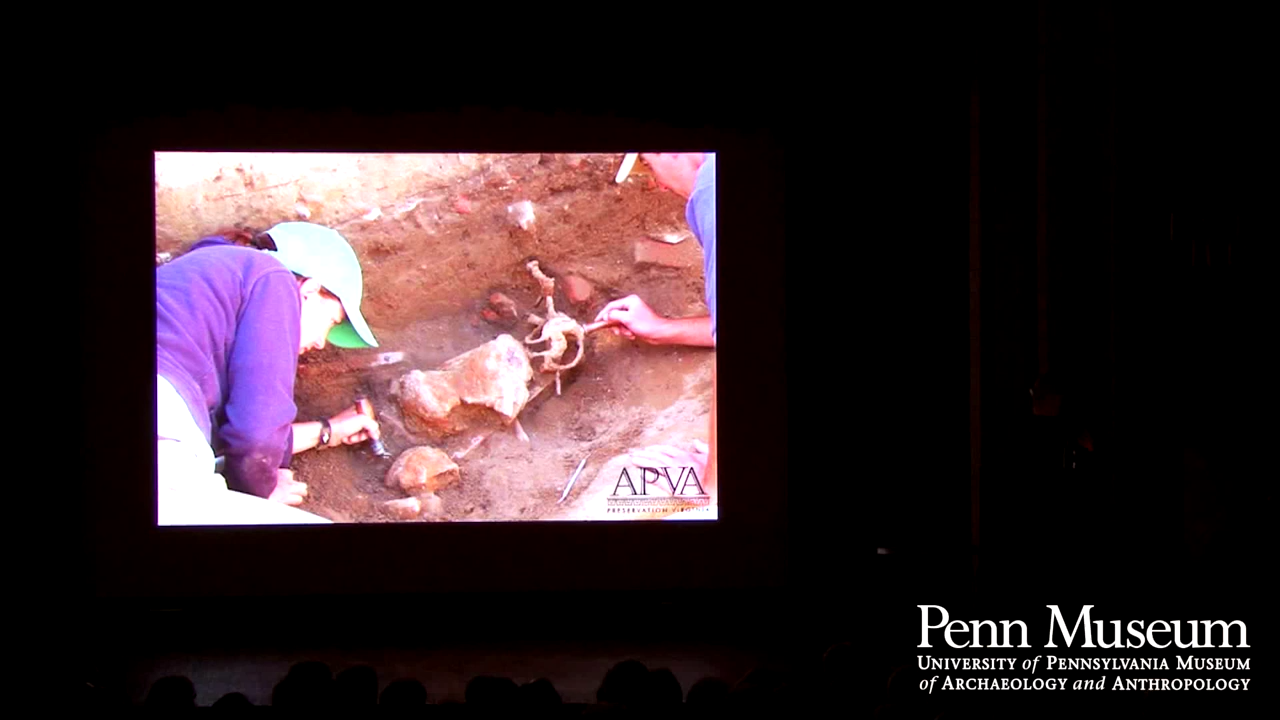 APVA
PRESERVATION VIRGINIA
Penn Museum
University of Pennsylvania Museum
of Archaeology and Anthropology